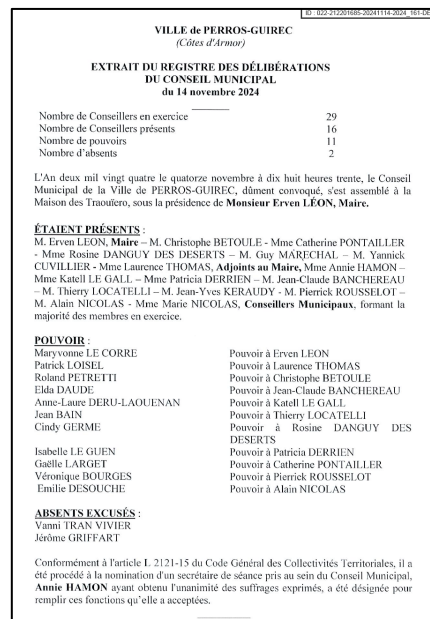 ID : 022-212201685-20241114-2024_161-DE
VILLE de PERROS-GUIREC
(Côtes d'Armor)
EXTRAIT DU REGISTRE DES DÉLIBÉRATIONS
DU CONSEIL MUNICIPAL
du 14 novembre 2024
Nombre de Conseillers en exercice 29
Nombre de Conseillers présents 16
Nombre de pouvoirs 11
Nombre d'absents 2
L'An deux mil vingt quatre le quatorze novembre à dix huit heures trente, le Conseil
Municipal de la Ville de PERROS-GUIREC, dûment convoqué, s'est assemblé à la
Maison des Traouïero, sous la présidence de Monsieur Erven LÉON, Maire.
ÉTAIENT PRÉSENTS :
M. Erven LEON, Maire – M. Christophe BETOULE - Mme Catherine PONTAILLER
- Mme Rosine DANGUY DES DESERTS – M. Guy MARECHAL – M. Yannick
CUVILLIER - Mme Laurence THOMAS, Adjoints au Maire, Mme Annie HAMON –
Mme Katell LE GALL – Mme Patricia DERRIEN – M. Jean-Claude BANCHEREAU
– M. Thierry LOCATELLI – M. Jean-Yves KERAUDY - M. Pierrick ROUSSELOT –
M. Alain NICOLAS - Mme Marie NICOLAS, Conseillers Municipaux, formant la
majorité des membres en exercice.
POUVOIR :
Maryvonne LE CORRE Pouvoir à Erven LEON
Patrick LOISEL Pouvoir à Laurence THOMAS
Roland PETRETTI Pouvoir à Christophe BETOULE
Elda DAUDE Pouvoir à Jean-Claude BANCHEREAU
Anne-Laure DERU-LAOUENAN Pouvoir à Katell LE GALL
Jean BAIN Pouvoir à Thierry LOCATELLI
Cindy GERME Pouvoir à Rosine DANGUY DES
DESERTS
Isabelle LE GUEN Pouvoir à Patricia DERRIEN
Gaëlle LARGET Pouvoir à Catherine PONTAILLER
Véronique BOURGES Pouvoir à Pierrick ROUSSELOT
Emilie DESOUCHE Pouvoir à Alain NICOLAS
ABSENTS EXCUSÉS :
Vanni TRAN VIVIER
Jérôme GRIFFART
Conformément à l'article L 2121-15 du Code Général des Collectivités Territoriales, il a
été procédé à la nomination d'un secrétaire de séance pris au sein du Conseil Municipal,
Annie HAMON ayant obtenu l'unanimité des suffrages exprimés, a été désignée pour
remplir ces fonctions qu'elle a acceptées.